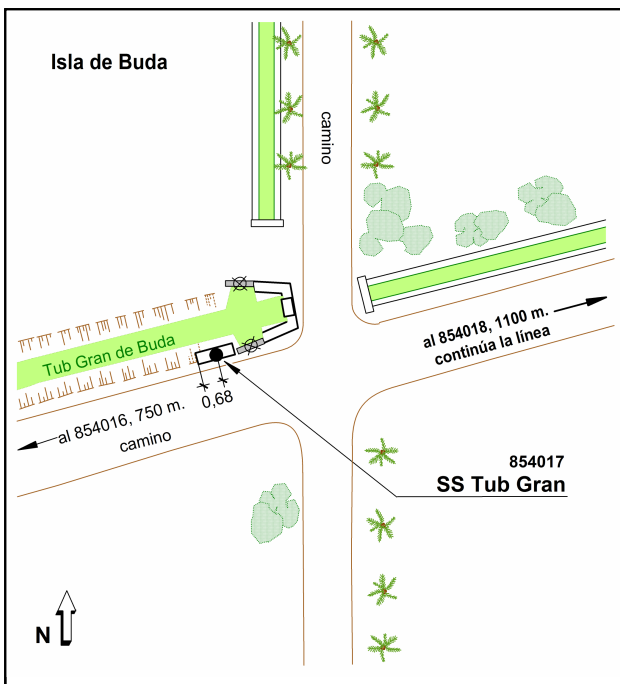 Isla de Buda
camino
Tub Gran de Buda
al 854018, 1100 m.
continúa la línea
al 854016, 750 m.
camino
0,68
854017
SS Tub Gran
N